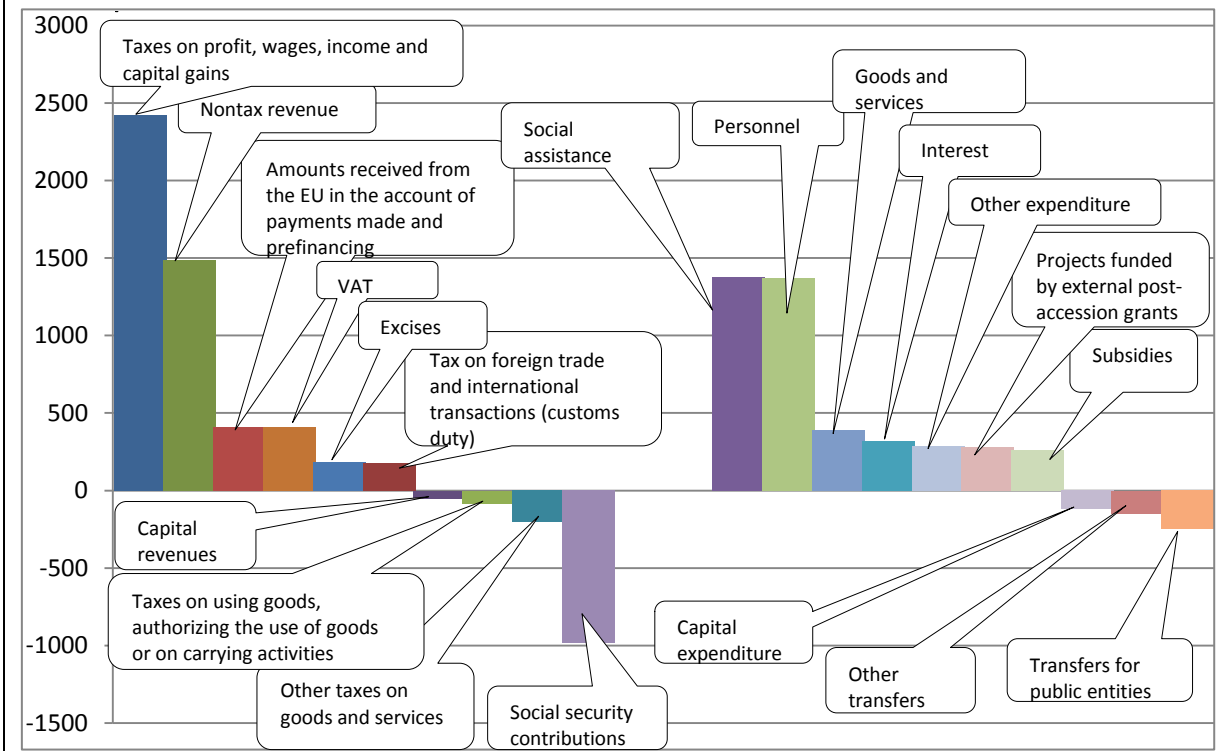 3000
2500
2000
1500
1000
500
0
-500
-1000
-1500
Taxes on profit, wages, income and
capital gains
Nontax revenue
Amounts received from
the EU in the account of
payments made and
prefinancing
VAT
Excises
Tax on foreign trade
and international
transactions (customs
duty)
Capital
revenues
Taxes on using goods,
authorizing the use of goods
or on carrying activities
Other taxes on
goods and services
Social security
contributions
Social
assistance
Personnel
Goods and
services
Interest
Other expenditure
Projects funded
by external post-
accession grants
Subsidies
Capital
expenditure
Other
transfers
Transfers for
public entities